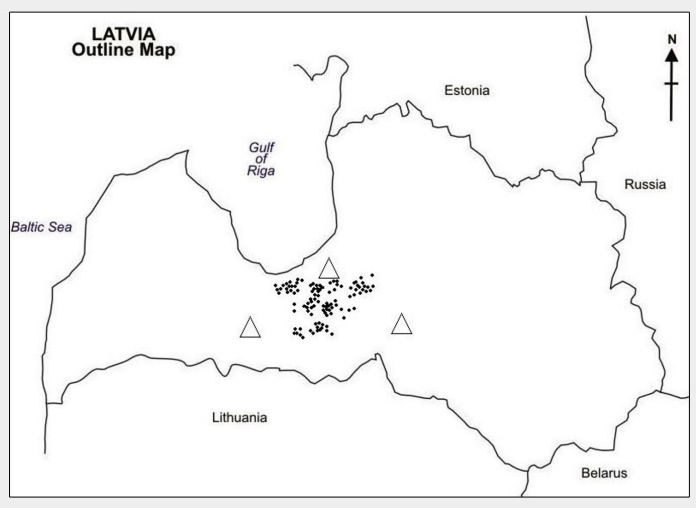 LATVIA
Outline Map
N
Estonia
Gulf
of
Riga
Russia
Baltic Sea
Lithuania
Belarus